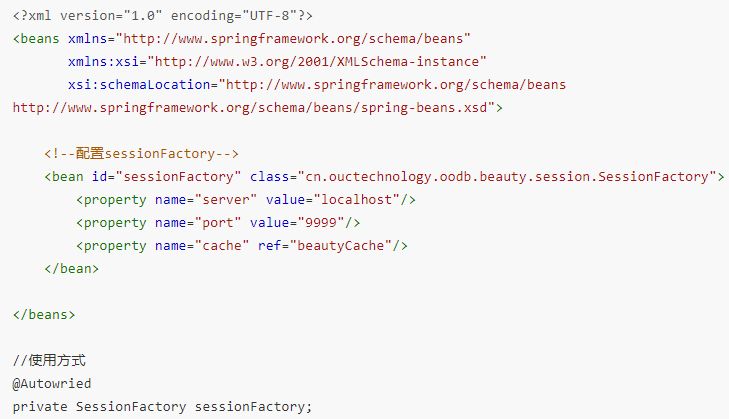 <?xml version="1.0" encoding="UTF-8"?>
<beans xmlns="http://www.springframework.org/schema/beans"
       xmlns:xsi="http://www.w3.org/2001/XMLSchema-instance"
       xsi:schemaLocation="http://www.springframework.org/schema/beans
http://www.springframework.org/schema/beans/spring-beans.xsd">

    <!--配置sessionFactory-->
    <bean id="sessionFactory" class="cn.ouctechnology.oodb.beauty.session.SessionFactory">
        <property name="server" value="localhost"/>
        <property name="port" value="9999"/>
        <property name="cache" ref="beautyCache"/>
    </bean>

</beans>

//使用方式
@Autowried
private SessionFactory sessionFactory;